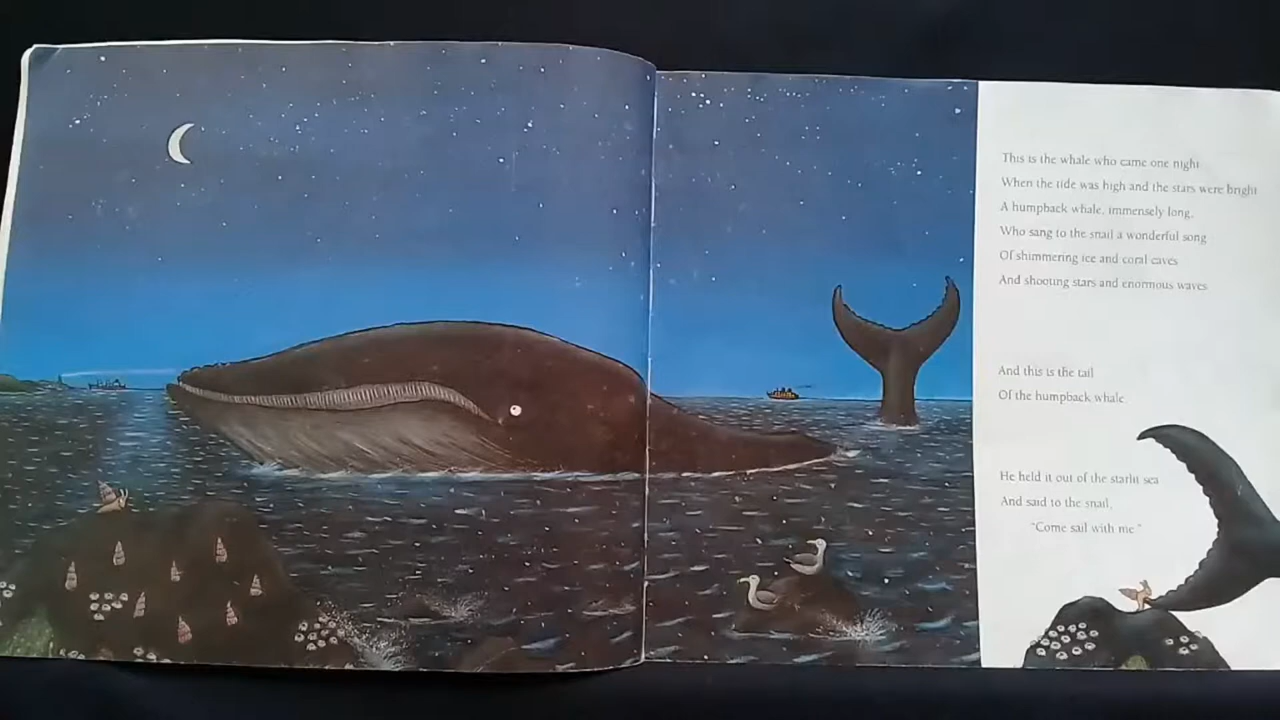 This is the whale who came one night
When the tide was high and the stars were bright
A humpback whale, immensely long,
Who sang to the snail a wonderful song
Of shimmering ice and coral caves
And shooting stars and enormous waves
And this is the tail
Of the humpback whale
He held it out of the starlit sea
And said to the snail,
"Come sail with me"